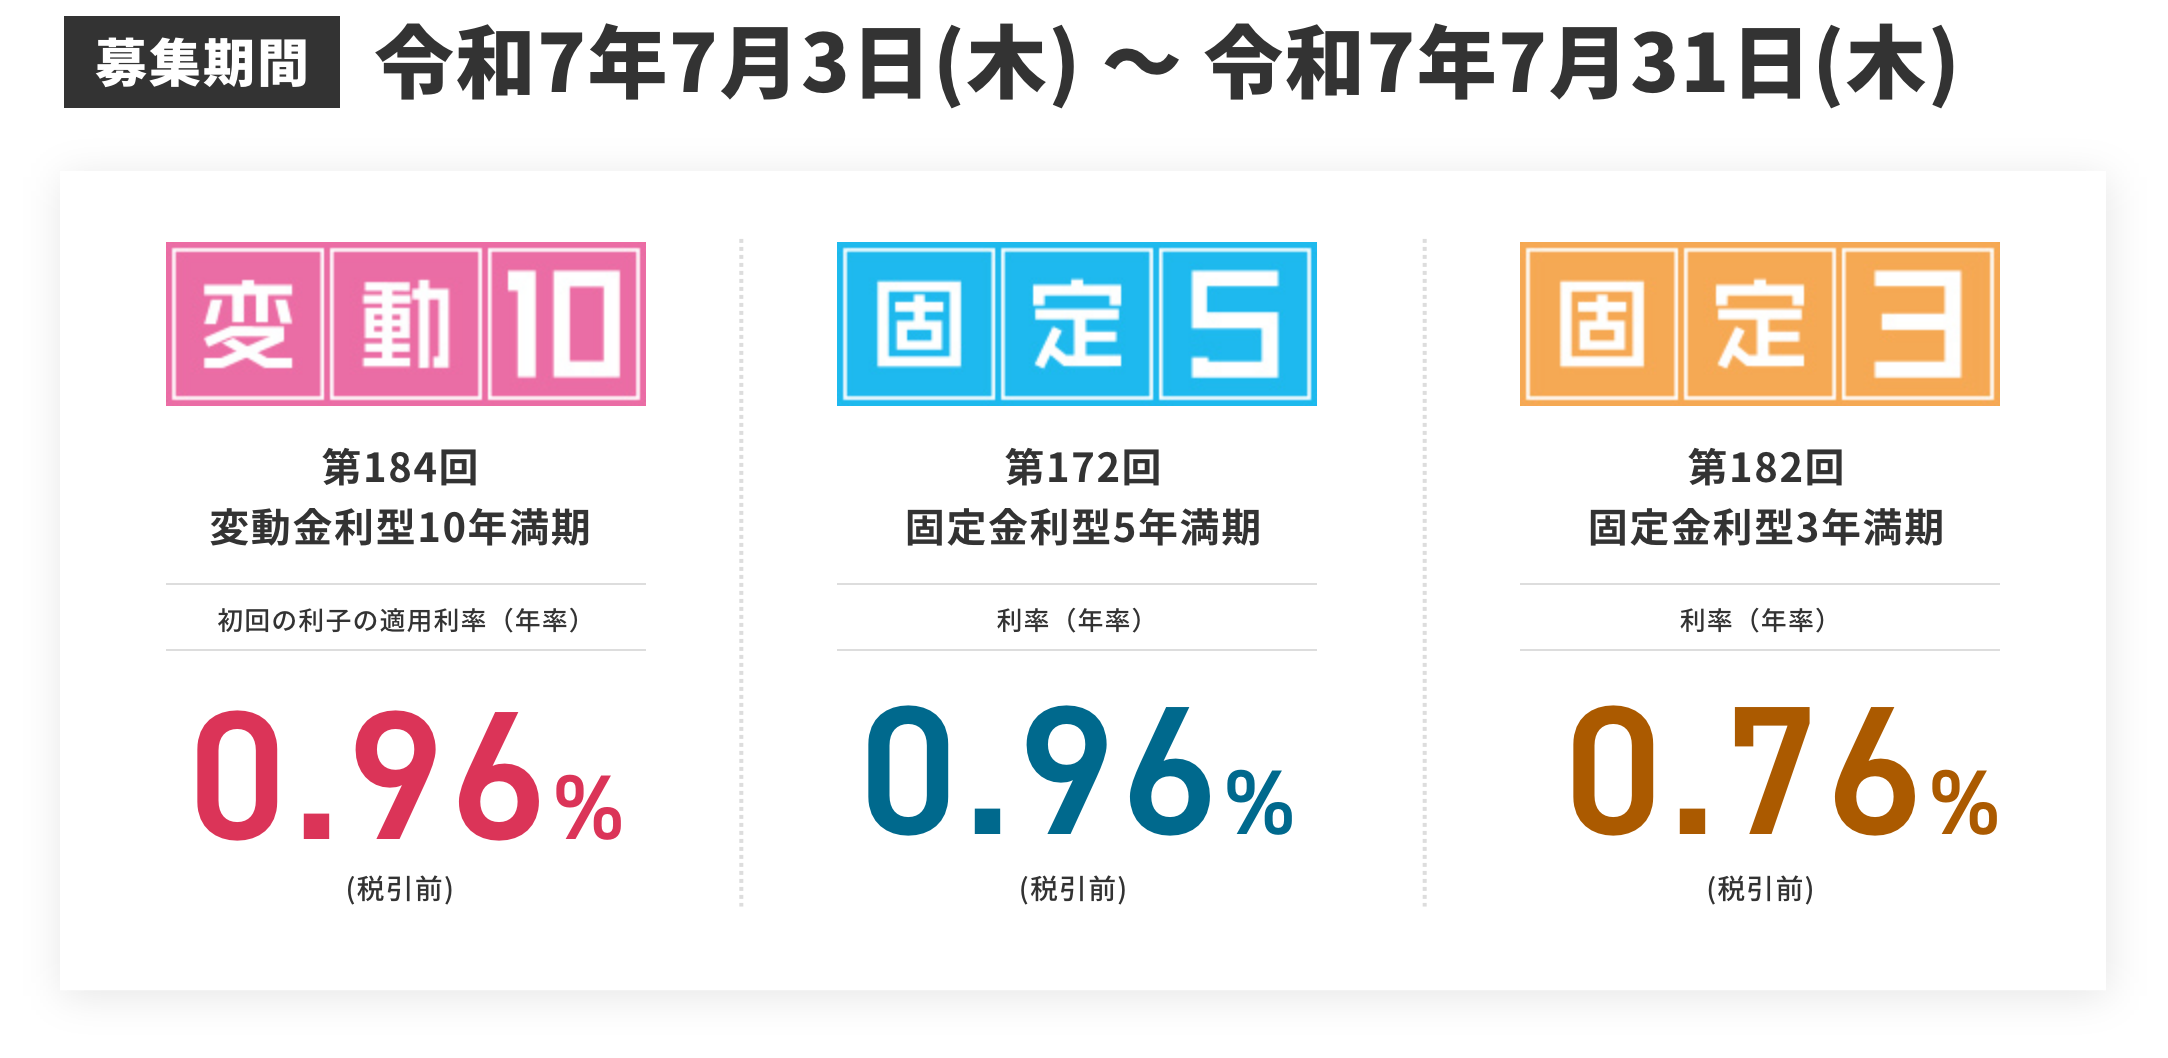 募集期間 令和7年7月3日(木) ～ 令和7年7月31日(木)
変動10
第184回
変動金利型10年満期
初回の利子の適用利率（年率）
0.96%
(税引前)
固定5
第172回
固定金利型5年満期
利率（年率）
0.96%
(税引前)
固定3
第182回
固定金利型3年満期
利率（年率）
0.76%
(税引前)